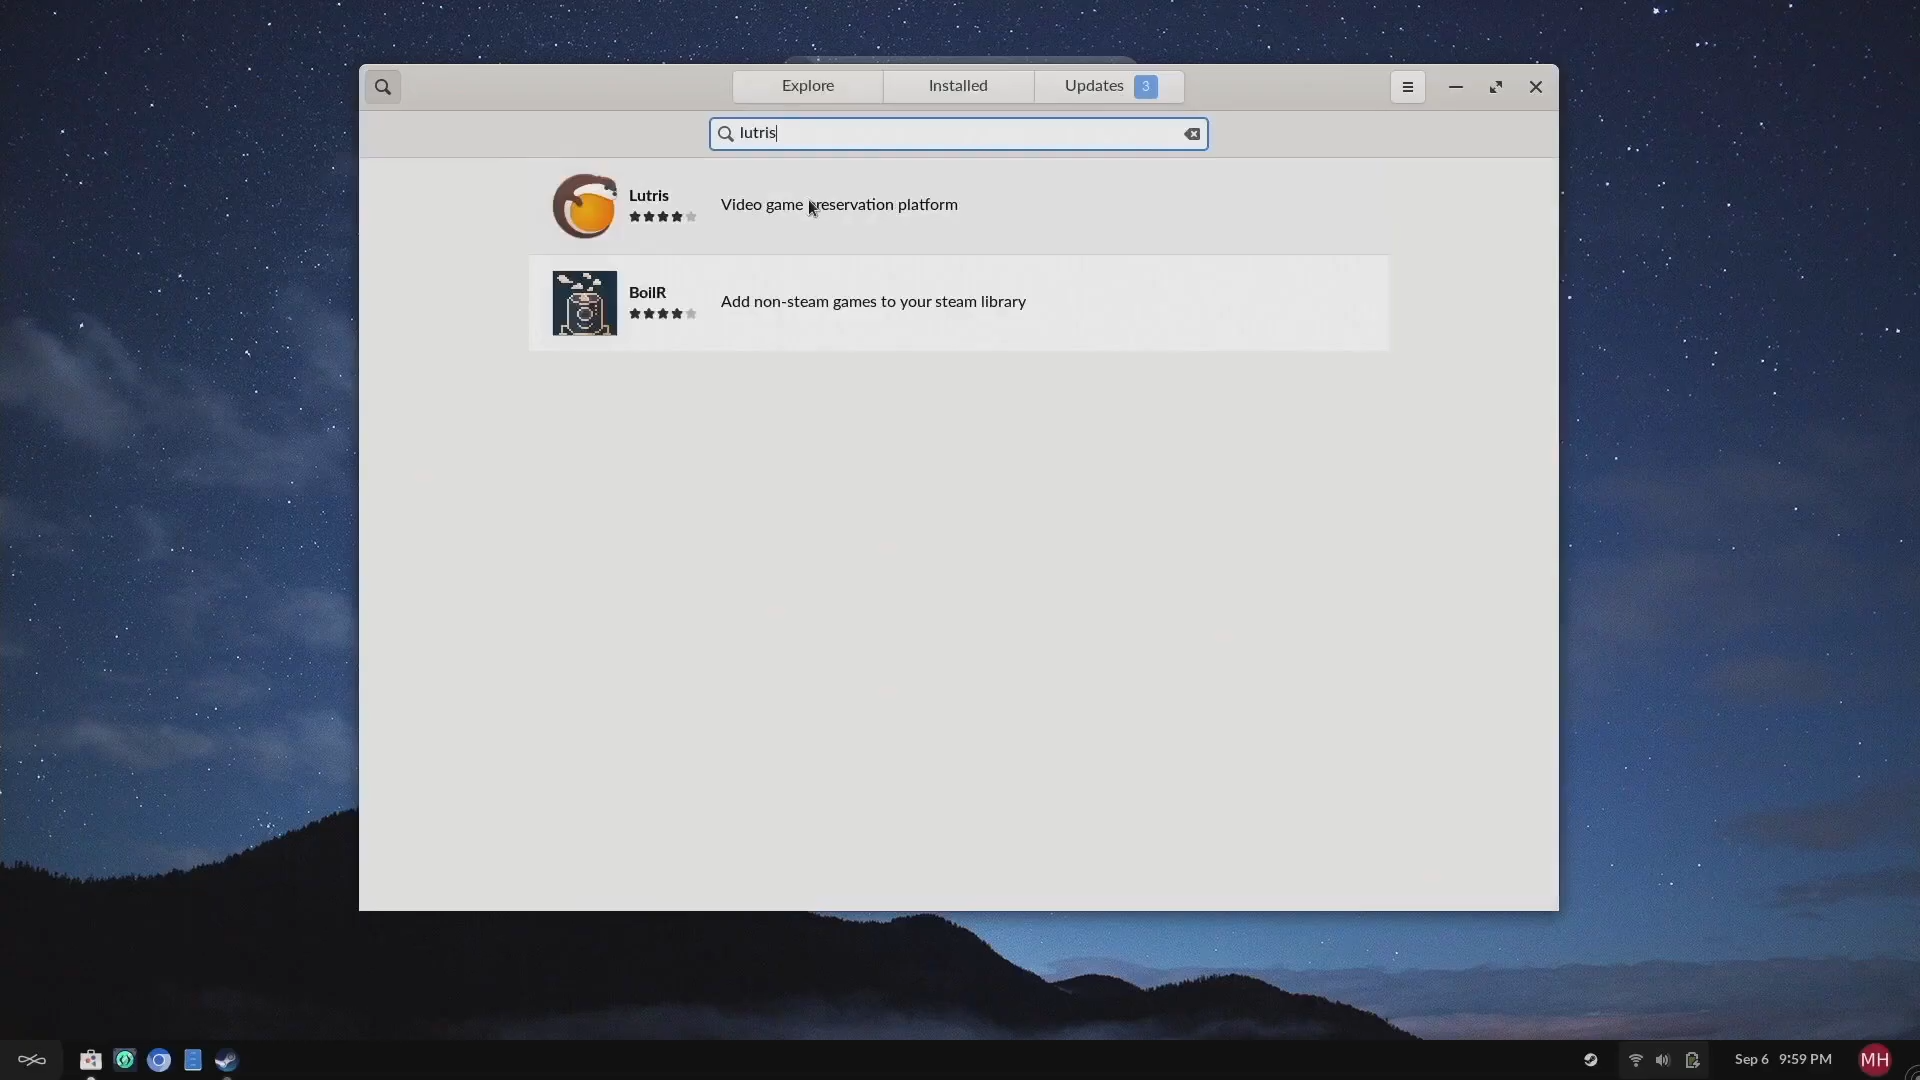 Explore
Installed
Updates 3
lutris
Lutris
Video game preservation platform
BoilR
Add non-steam games to your steam library
Sep 6 9:59 PM
MH